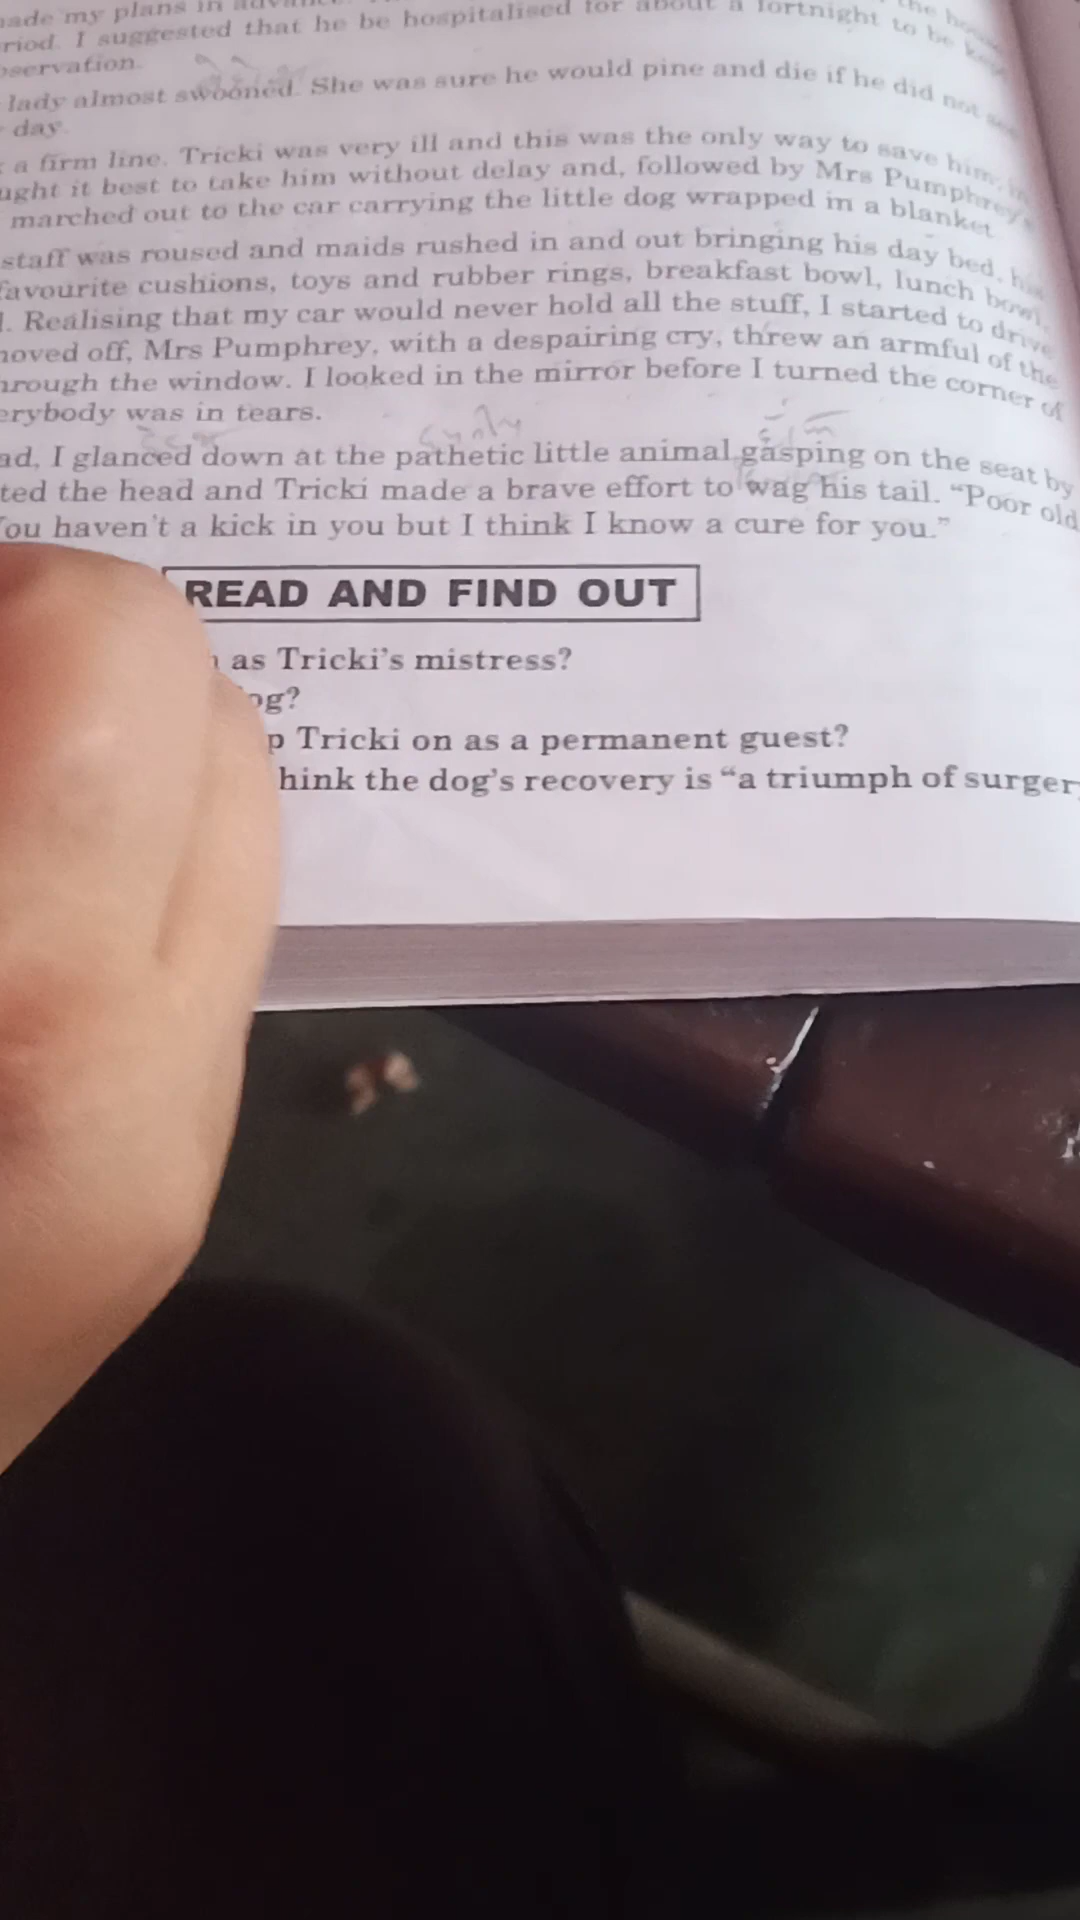 made my plans in
riod. I suggested that he be hospitalised for about a fortnight to be kept
observation.
lady almost swooned. She was sure he would pine and die if he did not see
day.
a firm line. Tricki was very ill and this was the only way to save him;
ught it best to take him without delay and, followed by Mrs Pumphrey's
marched out to the car carrying the little dog wrapped in a blanket.
staff was roused and maids rushed in and out bringing his day bed, his
favourite cushions, toys and rubber rings, breakfast bowl, lunch bowl,
. Realising that my car would never hold all the stuff, I started to drive
moved off, Mrs Pumphrey, with a despairing cry, threw an armful of the
hrough the window. I looked in the mirror before I turned the corner of
erybody was in tears.
ad, I glanced down at the pathetic little animal gasping on the seat by
ted the head and Tricki made a brave effort to wag his tail. “Poor old
ou haven't a kick in you but I think I know a cure for you.”
READ AND FIND OUT
as Tricki's mistress?
og?
p Tricki on as a permanent guest?
hink the dog's recovery is “a triumph of surger